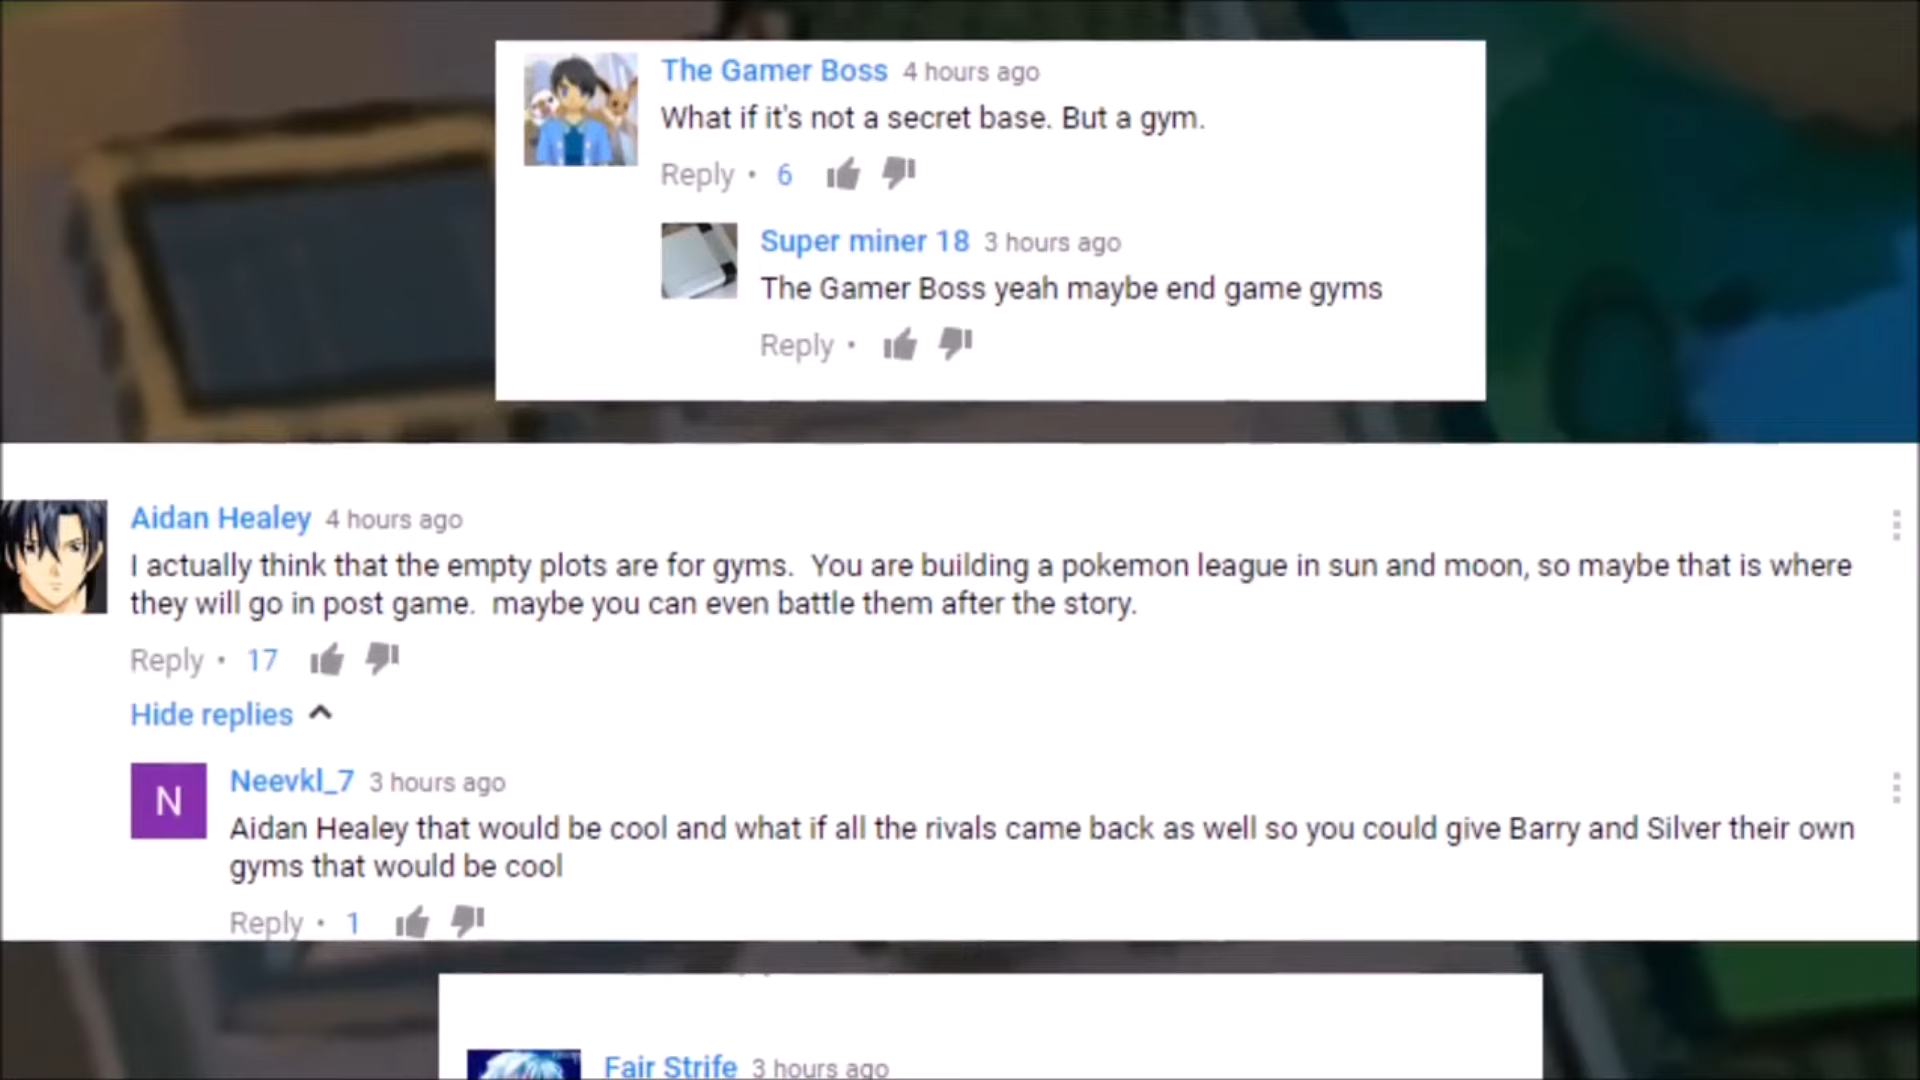 The Gamer Boss 4 hours ago
What if it's not a secret base. But a gym.
Reply • 6
Super miner 18 3 hours ago
The Gamer Boss yeah maybe end game gyms
Reply •
Aidan Healey 4 hours ago
I actually think that the empty plots are for gyms.  You are building a pokemon league in sun and moon, so maybe that is where
they will go in post game.  maybe you can even battle them after the story.
Reply • 17
Hide replies
N
Neevkl_7 3 hours ago
Aidan Healey that would be cool and what if all the rivals came back as well so you could give Barry and Silver their own
gyms that would be cool
Reply • 1
Fair Strife 3 hours ago